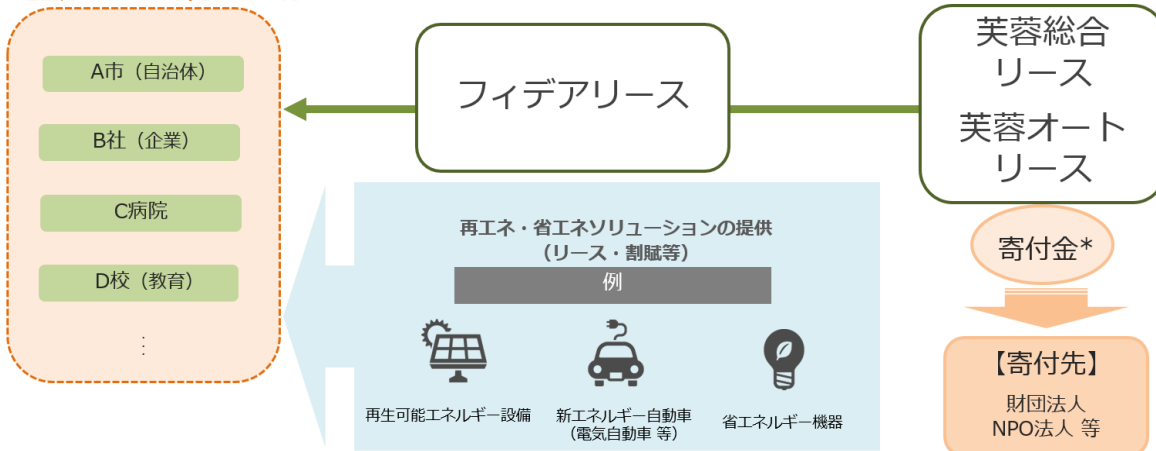 A市（自治体）
B社（企業）
C病院
D校（教育）
⋮
フィデアリース
芙蓉総合
リース
芙蓉オート
リース
再エネ・省エネソリューションの提供
（リース・割賦等）
例
再生可能エネルギー設備
新エネルギー自動車
（電気自動車 等）
省エネルギー機器
寄付金*
【寄付先】
財団法人
NPO法人 等